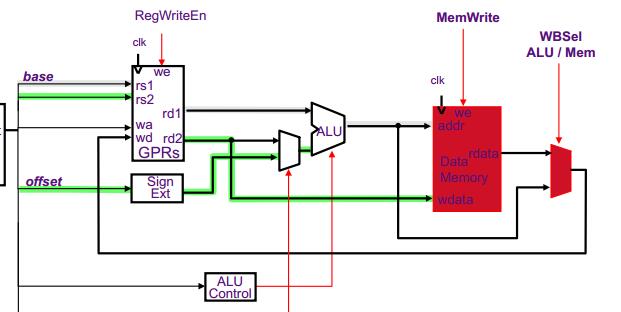 RegWriteEn
MemWrite
WBSel
ALU / Mem
clk
clk
base
we
rs1
rs2
rd1
we
addr
ALU
wa
wd
rd2
GPRs
rdata
Data
Memory
offset
Sign
Ext
wdata
ALU
Control